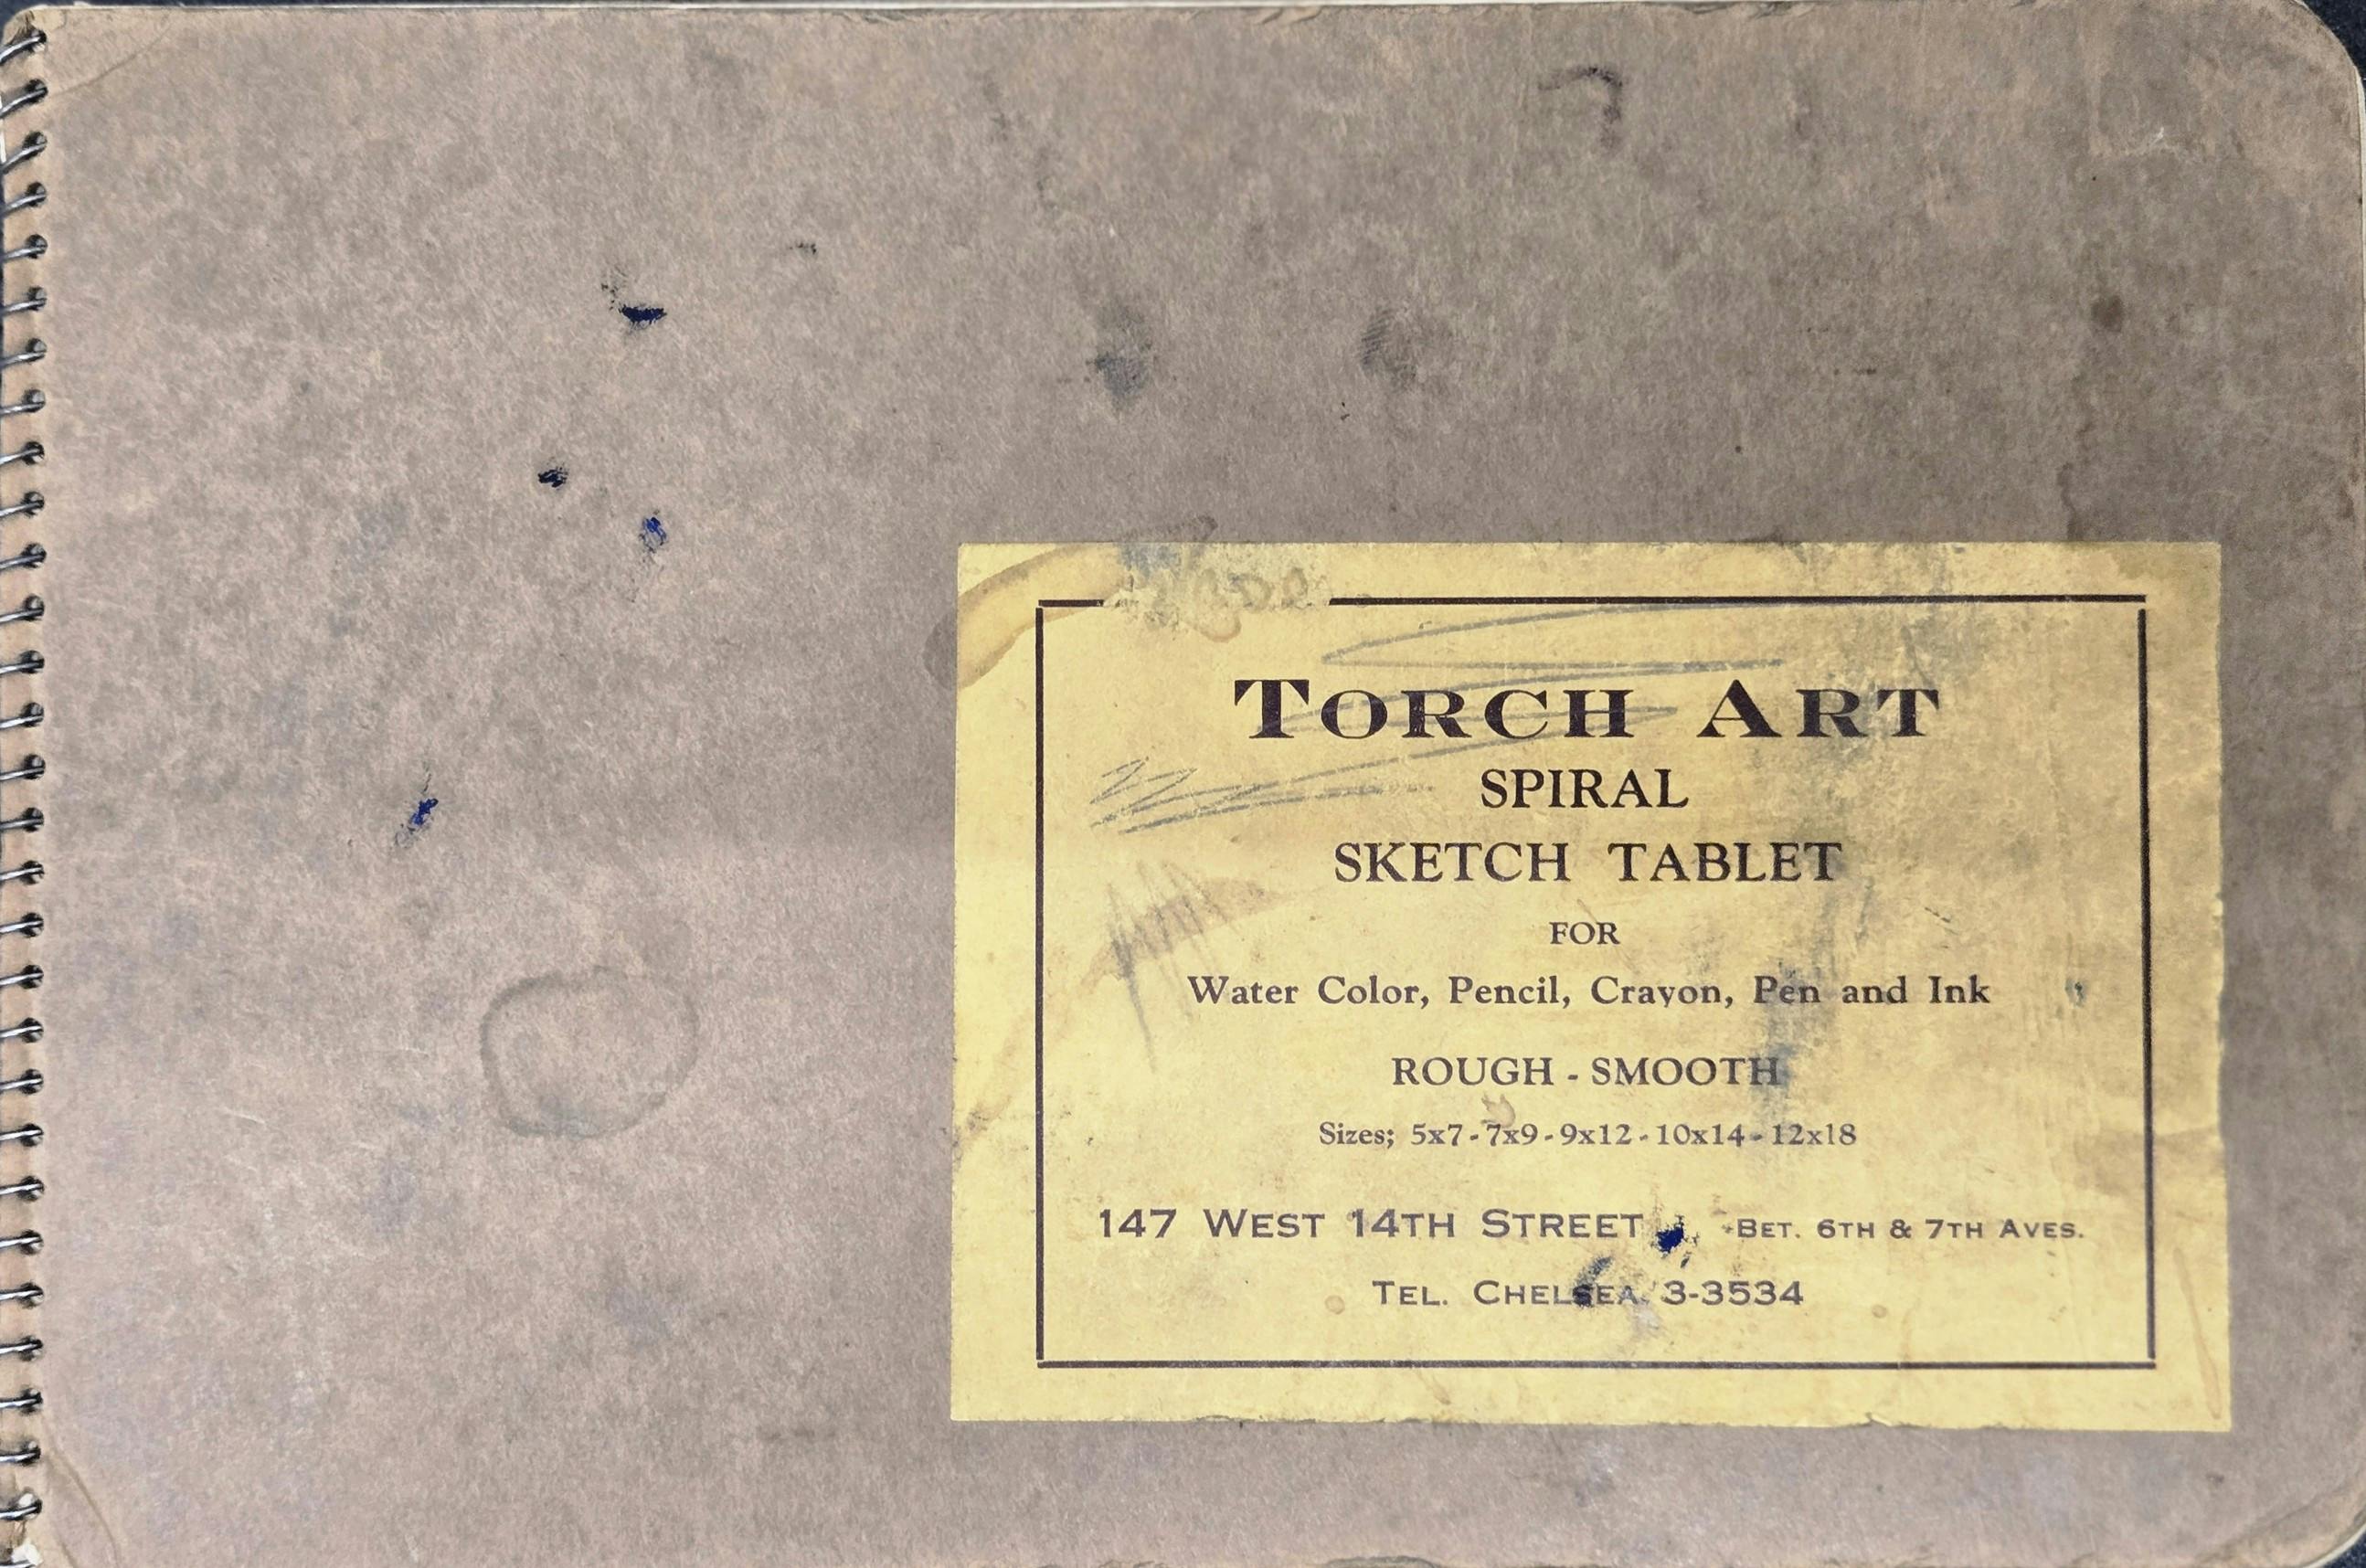 TORCH ART
SPIRAL
SKETCH TABLET
FOR
Water Color, Pencil, Crayon, Pen and Ink
ROUGH - SMOOTH
Sizes; 5x7 - 7x9 - 9x12 - 10x14 - 12x18
147 WEST 14TH STREET - BET. 6TH & 7TH AVES.
TEL. CHELSEA 3-3534